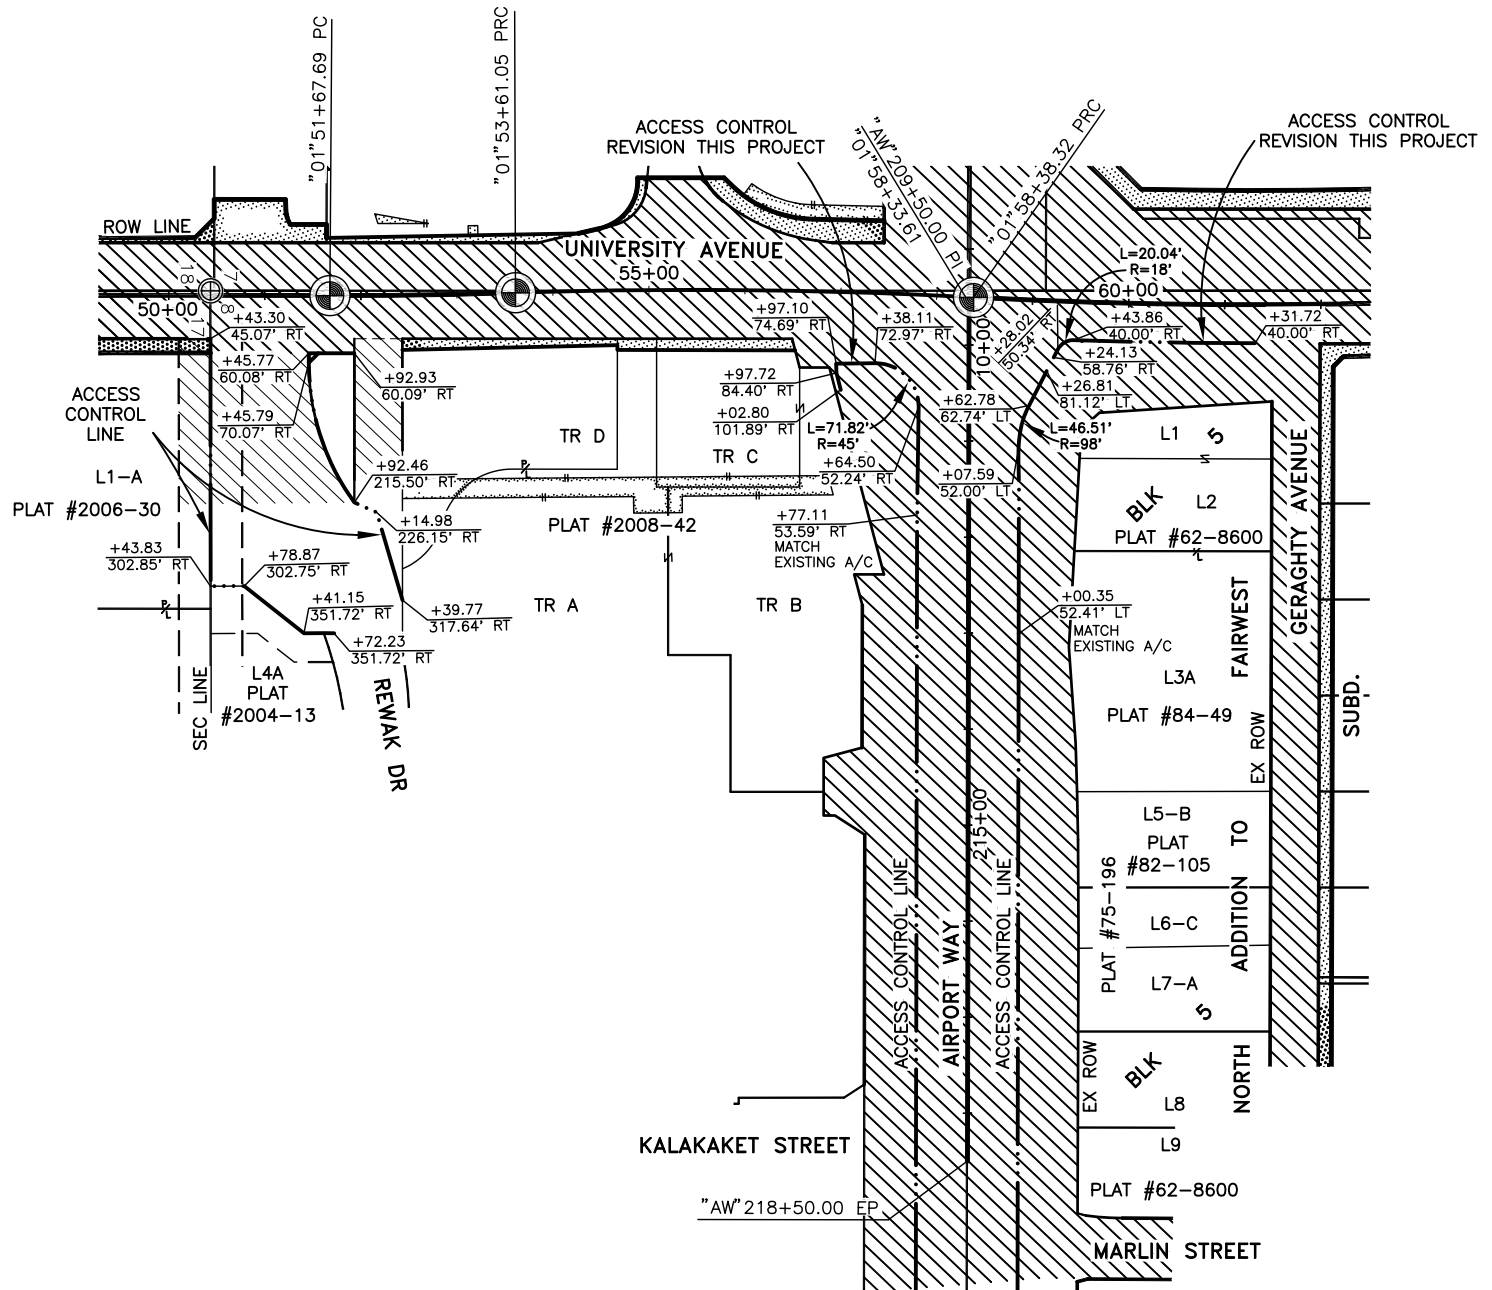 "01"51+67.69 PC
"01"53+61.05 PRC
ACCESS CONTROL
REVISION THIS PROJECT
"AW"209+50.00 PI
"01"58+33.61
"01"58+38.32 PRC
ACCESS CONTROL
REVISION THIS PROJECT
ROW LINE
UNIVERSITY AVENUE
50+00
55+00
60+00
18
7
17
8
L=20.04'
R=18'
+43.30
45.07' RT
+45.77
60.08' RT
+45.79
70.07' RT
+92.93
60.09' RT
+97.10
74.69' RT
+38.11
72.97' RT
10+00
+28.02
50.34' RT
+43.86
40.00' RT
+31.72
40.00' RT
+24.13
58.76' RT
+26.81
81.12' LT
+97.72
84.40' RT
+02.80
101.89' RT
L=71.82'
R=45'
+62.78
62.74' LT
L=46.51'
R=98'
+64.50
52.24' RT
+07.59
52.00' LT
ACCESS
CONTROL
LINE
L1-A
PLAT #2006-30
TR D
TR C
+92.46
215.50' RT
+14.98
226.15' RT
PLAT #2008-42
+77.11
53.59' RT
MATCH
EXISTING A/C
+43.83
302.85' RT
+78.87
302.75' RT
+41.15
351.72' RT
+72.23
351.72' RT
+39.77
317.64' RT
TR A
TR B
+00.35
52.41' LT
MATCH
EXISTING A/C
L1
5
BLK
L2
PLAT #62-8600
GERAGHTY AVENUE
FAIRWEST
L3A
PLAT #84-49
EX ROW
SUBD.
SEC LINE
L4A
PLAT
#2004-13
REWAK DR
P/L
P/L
P/L
215+00
L5-B
PLAT
#82-105
ADDITION TO
PLAT #75-196
L6-C
L7-A
5
ACCESS CONTROL LINE
AIRPORT WAY
ACCESS CONTROL LINE
EX ROW
BLK
L8
NORTH
L9
PLAT #62-8600
KALAKAKET STREET
"AW"218+50.00 EP
MARLIN STREET